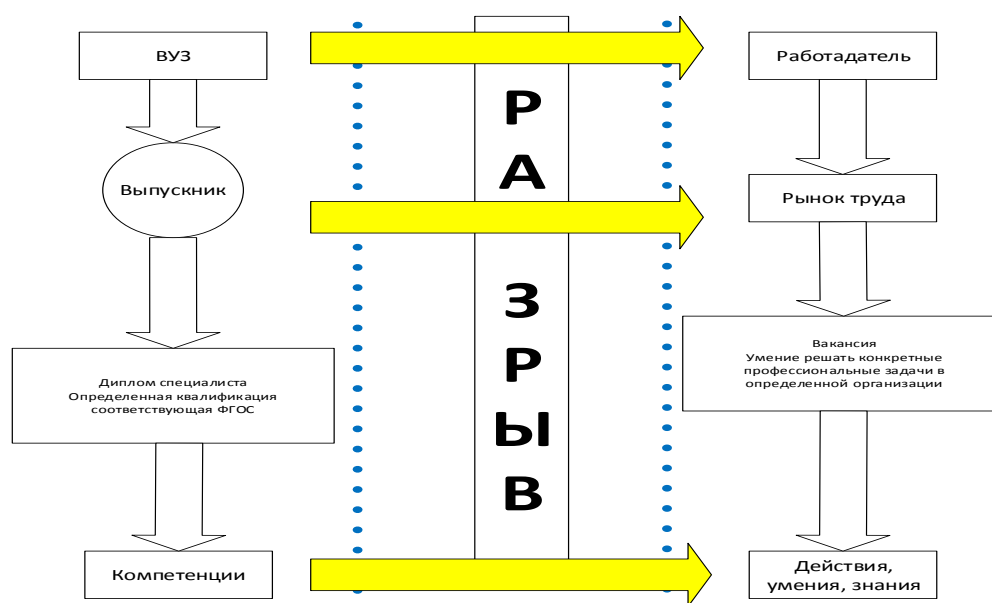 ВУЗ
Выпускник
Диплом специалиста
Определенная квалификация
соответствующая ФГОС
Компетенции
Р
А
З
Р
Ы
В
Работадатель
Рынок труда
Вакансия
Умение решать конкретные
профессиональные задачи в
определенной организации
Действия,
умения, знания